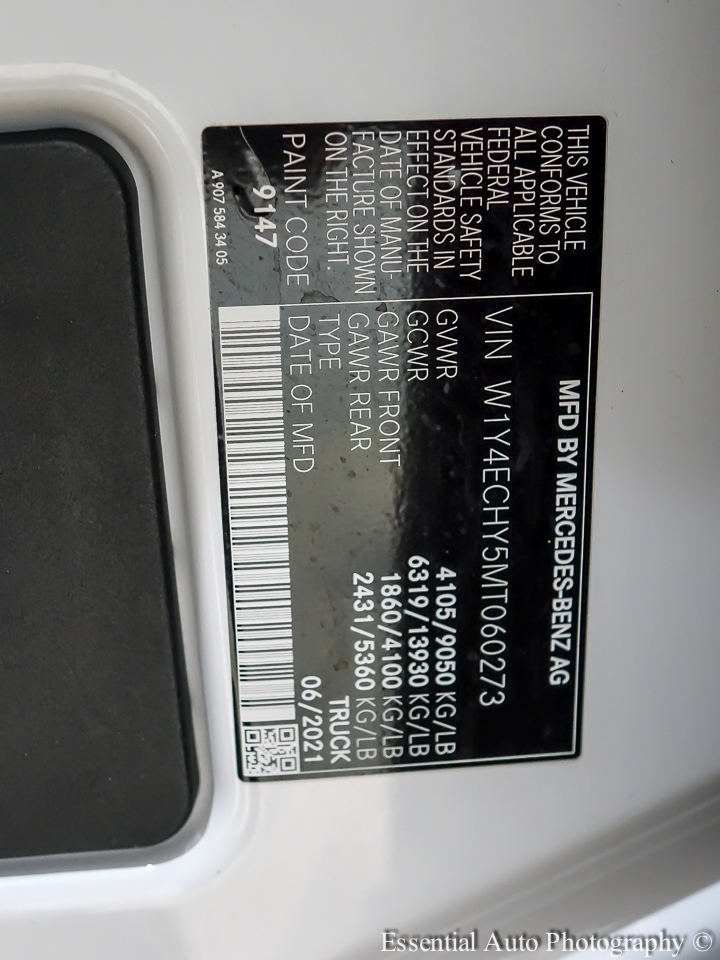 THIS VEHICLE
CONFORMS TO
ALL APPLICABLE
FEDERAL
VEHICLE SAFETY
STANDARDS IN
EFFECT ON THE
DATE OF MANU-
FACTURE SHOWN
ON THE RIGHT.
PAINT CODE
9147
A 907 584 34 05
MFD BY MERCEDES-BENZ AG
VIN W1Y4ECHY5MT060273
GVWR 4105/9050 KG/LB
GCWR 6319/13930 KG/LB
GAWR FRONT 1860/4100 KG/LB
GAWR REAR 2431/5360 KG/LB
TYPE TRUCK
DATE OF MFD 06/2021
Essential Auto Photography ©